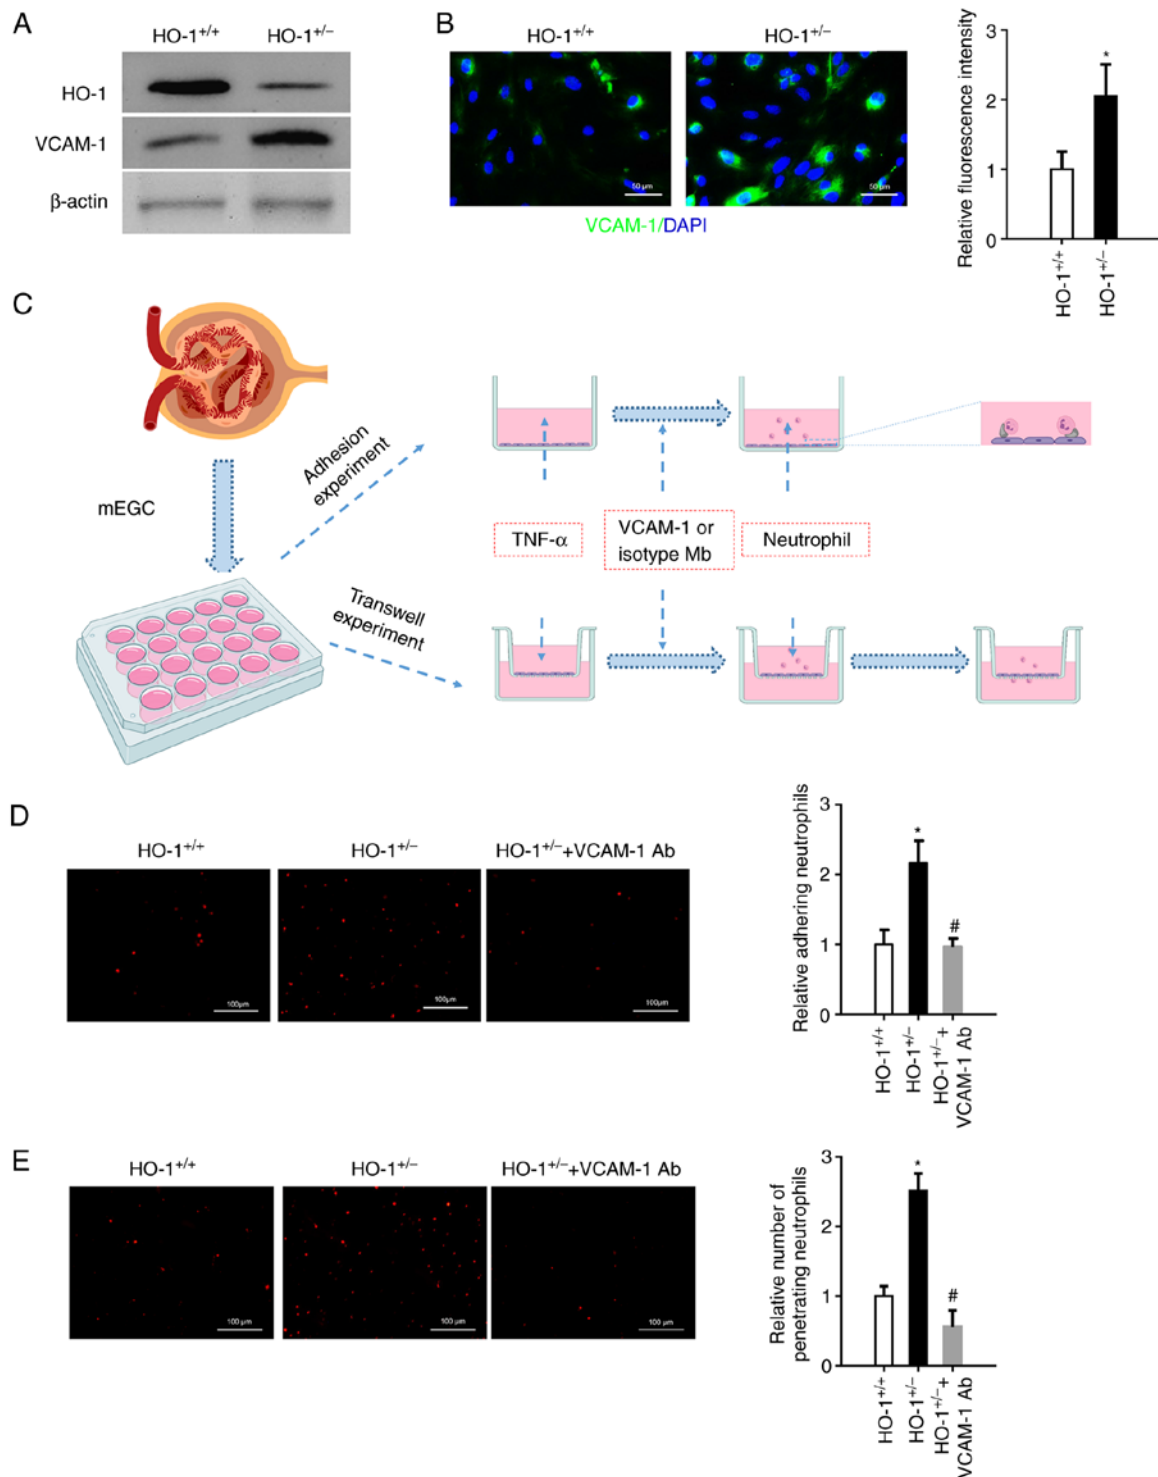 A
HO-1+/+ HO-1+/−
HO-1
VCAM-1
β-actin
B
HO-1+/+ HO-1+/−
50 µm 50 µm
VCAM-1/DAPI
Relative fluorescence intensity
3
2
1
0
*
HO-1+/+
HO-1+/−
C
mEGC
Adhesion
experiment
Transwell
experiment
TNF-α
VCAM-1 or
isotype Mb
Neutrophil
D
HO-1+/+ HO-1+/− HO-1+/−+VCAM-1 Ab
100µm 100µm 100µm
Relative adhering neutrophils
3
2
1
0
*
#
HO-1+/+
HO-1+/−
HO-1+/−+
VCAM-1 Ab
E
HO-1+/+ HO-1+/− HO-1+/−+VCAM-1 Ab
100 µm 100 µm 100 µm
Relative number of
penetrating neutrophils
3
2
1
0
*
#
HO-1+/+
HO-1+/−
HO-1+/−+
VCAM-1 Ab